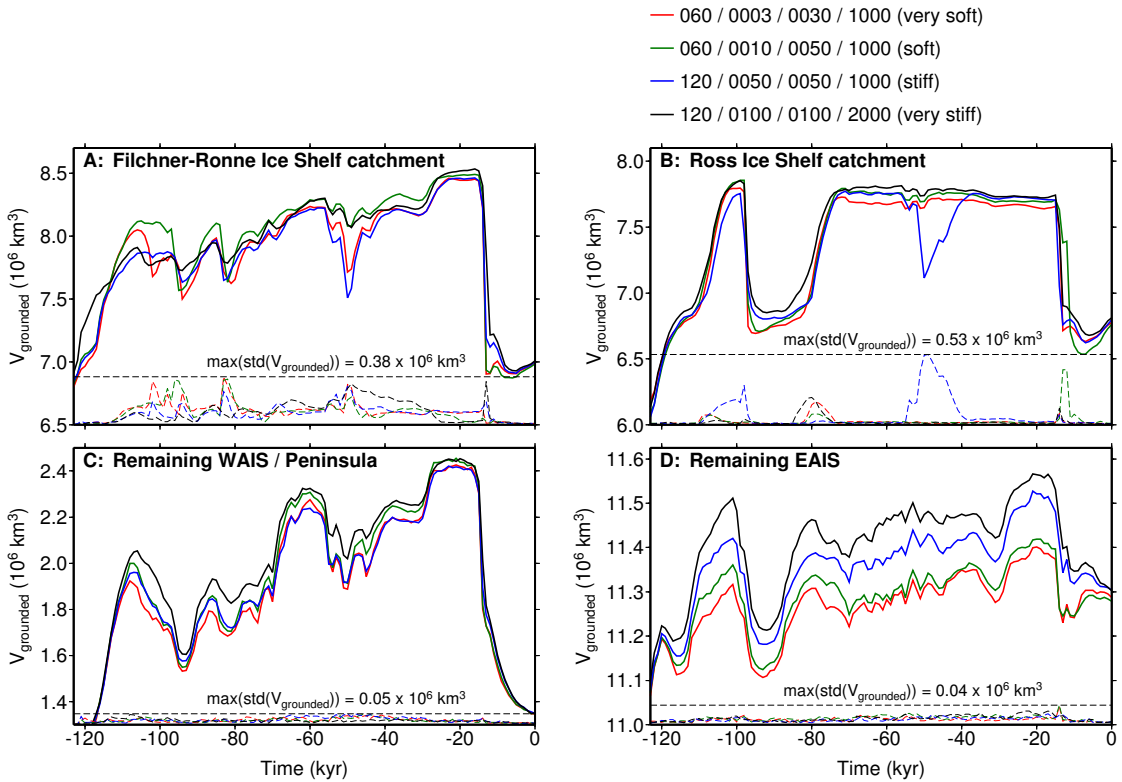 060 / 0003 / 0030 / 1000 (very soft)
060 / 0010 / 0050 / 1000 (soft)
120 / 0050 / 0050 / 1000 (stiff)
120 / 0100 / 0100 / 2000 (very stiff)
A: Filchner-Ronne Ice Shelf catchment
V_grounded (10^6 km^3)
8.5
8.0
7.5
7.0
6.5
max(std(V_grounded)) = 0.38 x 10^6 km^3
B: Ross Ice Shelf catchment
V_grounded (10^6 km^3)
8.0
7.5
7.0
6.5
6.0
max(std(V_grounded)) = 0.53 x 10^6 km^3
C: Remaining WAIS / Peninsula
V_grounded (10^6 km^3)
2.4
2.2
2.0
1.8
1.6
1.4
max(std(V_grounded)) = 0.05 x 10^6 km^3
-120 -100 -80 -60 -40 -20 0
Time (kyr)
D: Remaining EAIS
V_grounded (10^6 km^3)
11.6
11.5
11.4
11.3
11.2
11.1
11.0
max(std(V_grounded)) = 0.04 x 10^6 km^3
-120 -100 -80 -60 -40 -20 0
Time (kyr)